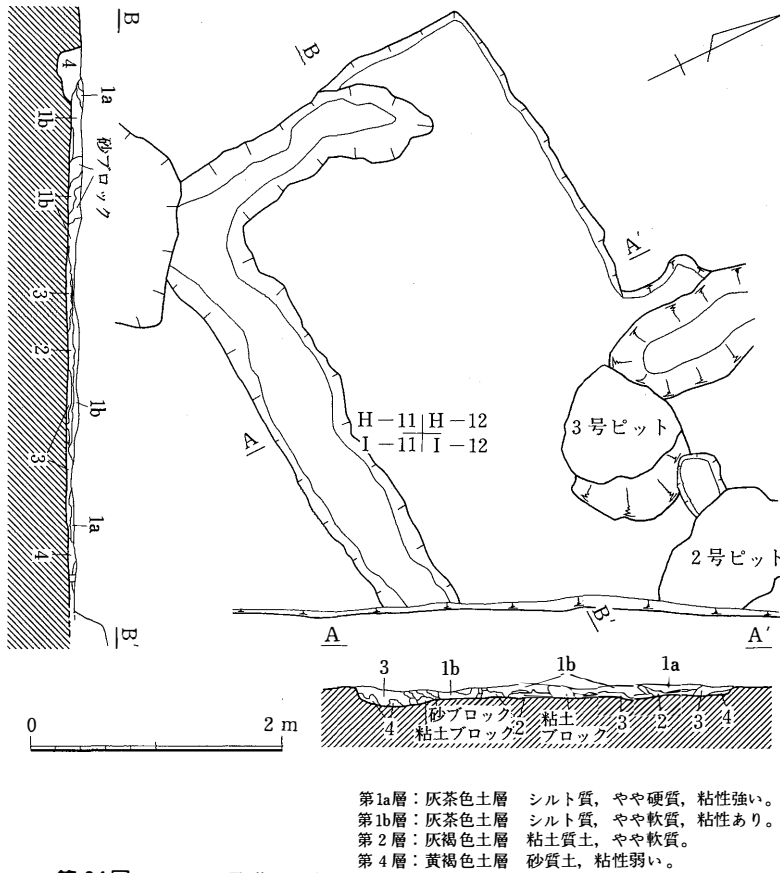 B
B
4
1a
1b
砂ブロック
1b
3
2
1b
3
1a
4
B'
A'
H-11 H-12
I-11 I-12
A
3号ピット
2号ピット
B'
A
A'
3
1b
1b
1a
4
砂ブロック
粘土ブロック
2
粘土
ブロック
3
2
3
4
0
2 m
第1a層:灰茶色土層 シルト質，やや硬質，粘性強い。
第1b層:灰茶色土層 シルト質，やや軟質，粘性あり。
第2層:灰褐色土層 粘土質土，やや軟質。
第4層:黄褐色土層 砂質土，粘性弱い。